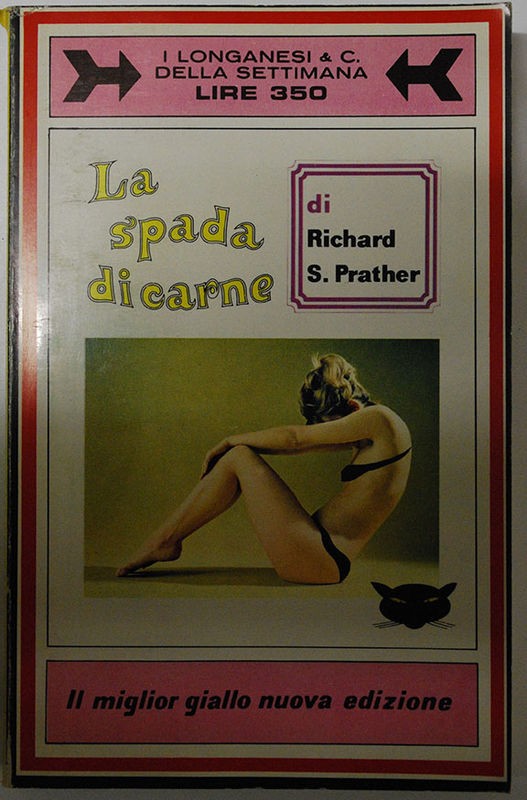 I LONGANESI & C.
DELLA SETTIMANA
LIRE 350
La
spada
di carne
di
Richard
S. Prather
Il miglior giallo nuova edizione